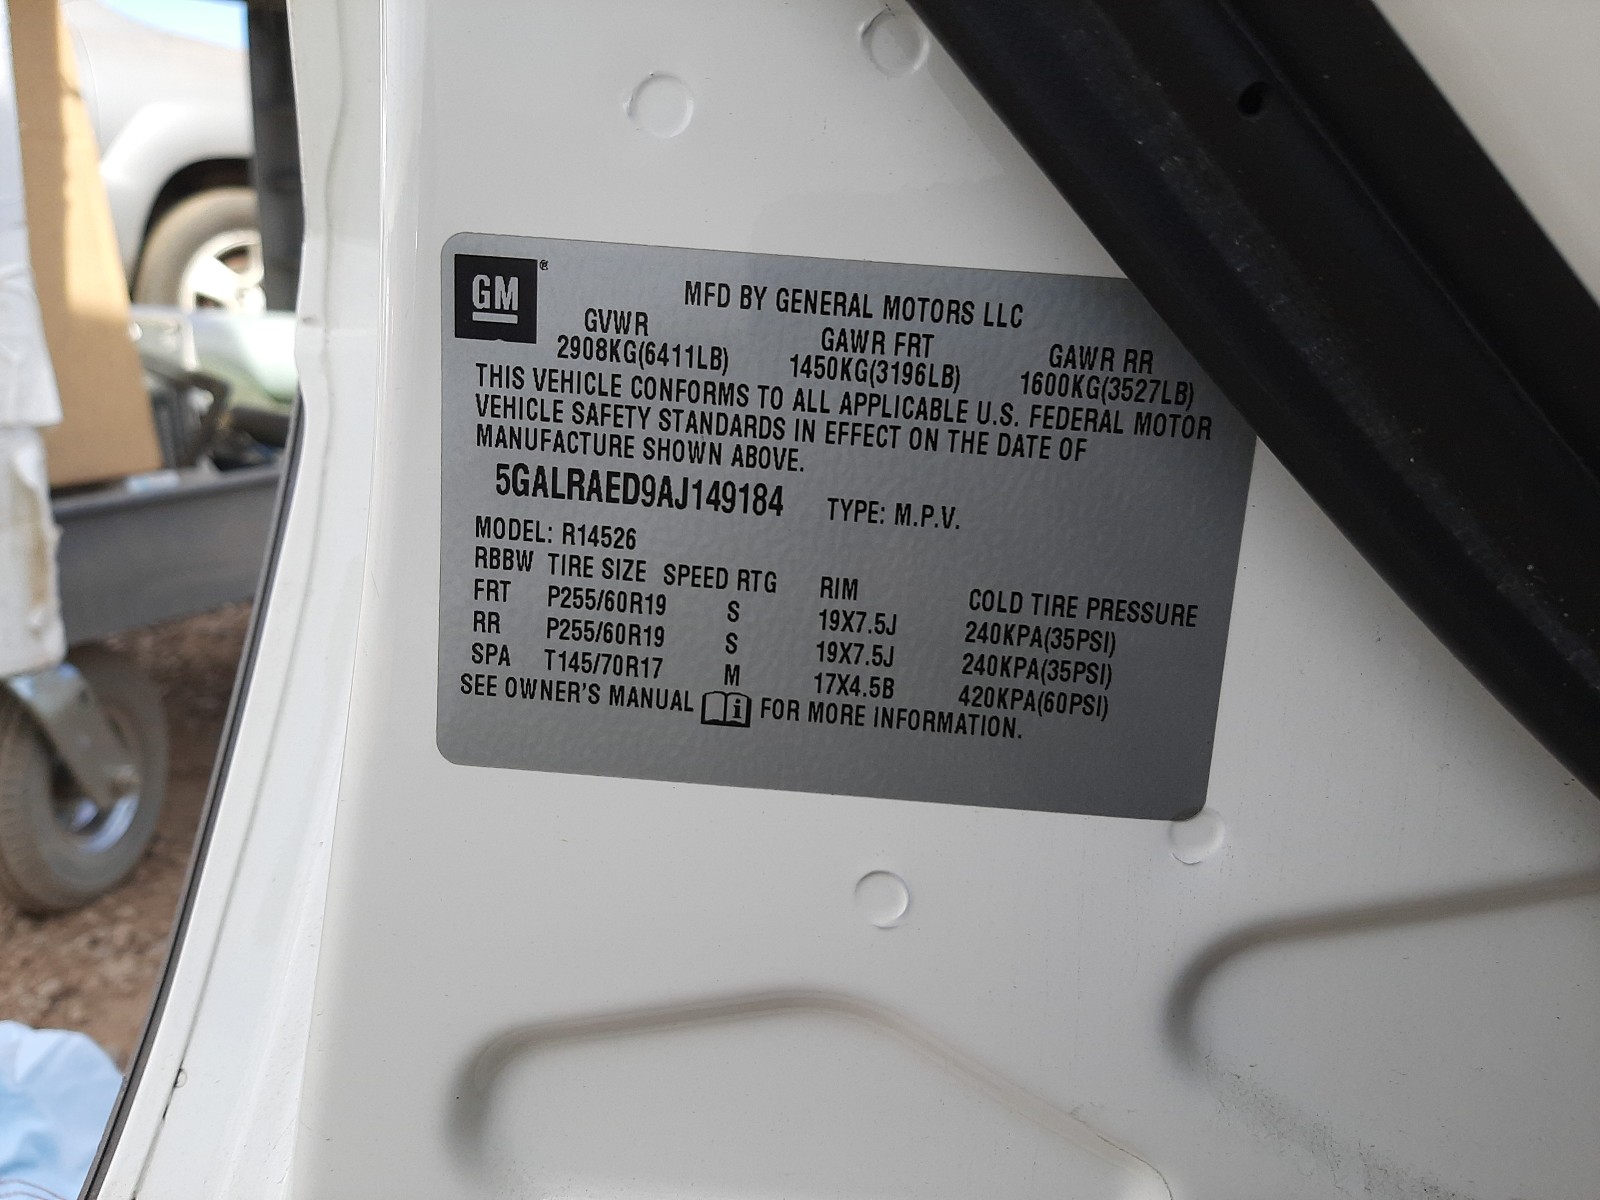 GM®
MFD BY GENERAL MOTORS LLC
GVWR GAWR FRT GAWR RR
2908KG(6411LB) 1450KG(3196LB) 1600KG(3527LB)
THIS VEHICLE CONFORMS TO ALL APPLICABLE U.S. FEDERAL MOTOR
VEHICLE SAFETY STANDARDS IN EFFECT ON THE DATE OF
MANUFACTURE SHOWN ABOVE.
5GALRAED9AJ149184 TYPE: M.P.V.
MODEL: R14526
RBBW TIRE SIZE SPEED RTG RIM COLD TIRE PRESSURE
FRT P255/60R19 S 19X7.5J 240KPA(35PSI)
RR P255/60R19 S 19X7.5J 240KPA(35PSI)
SPA T145/70R17 M 17X4.5B 420KPA(60PSI)
SEE OWNER'S MANUAL i FOR MORE INFORMATION.